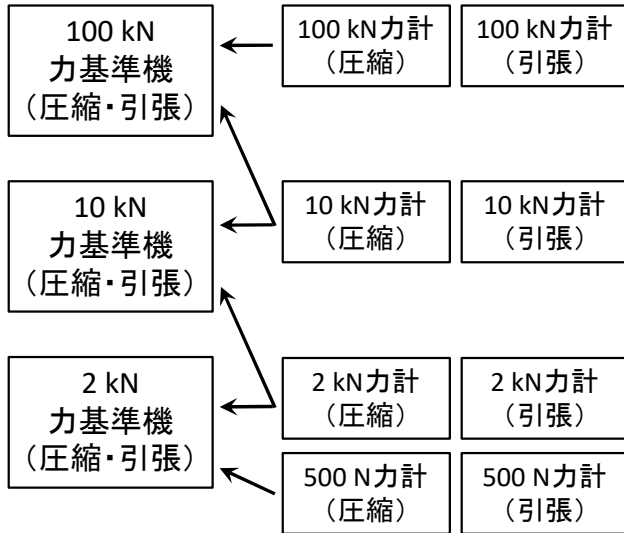 100 kN
力基準機
（圧縮・引張）
100 kN力計
（圧縮）
100 kN力計
（引張）
10 kN
力基準機
（圧縮・引張）
10 kN力計
（圧縮）
10 kN力計
（引張）
2 kN
力基準機
（圧縮・引張）
2 kN力計
（圧縮）
2 kN力計
（引張）
500 N力計
（圧縮）
500 N力計
（引張）